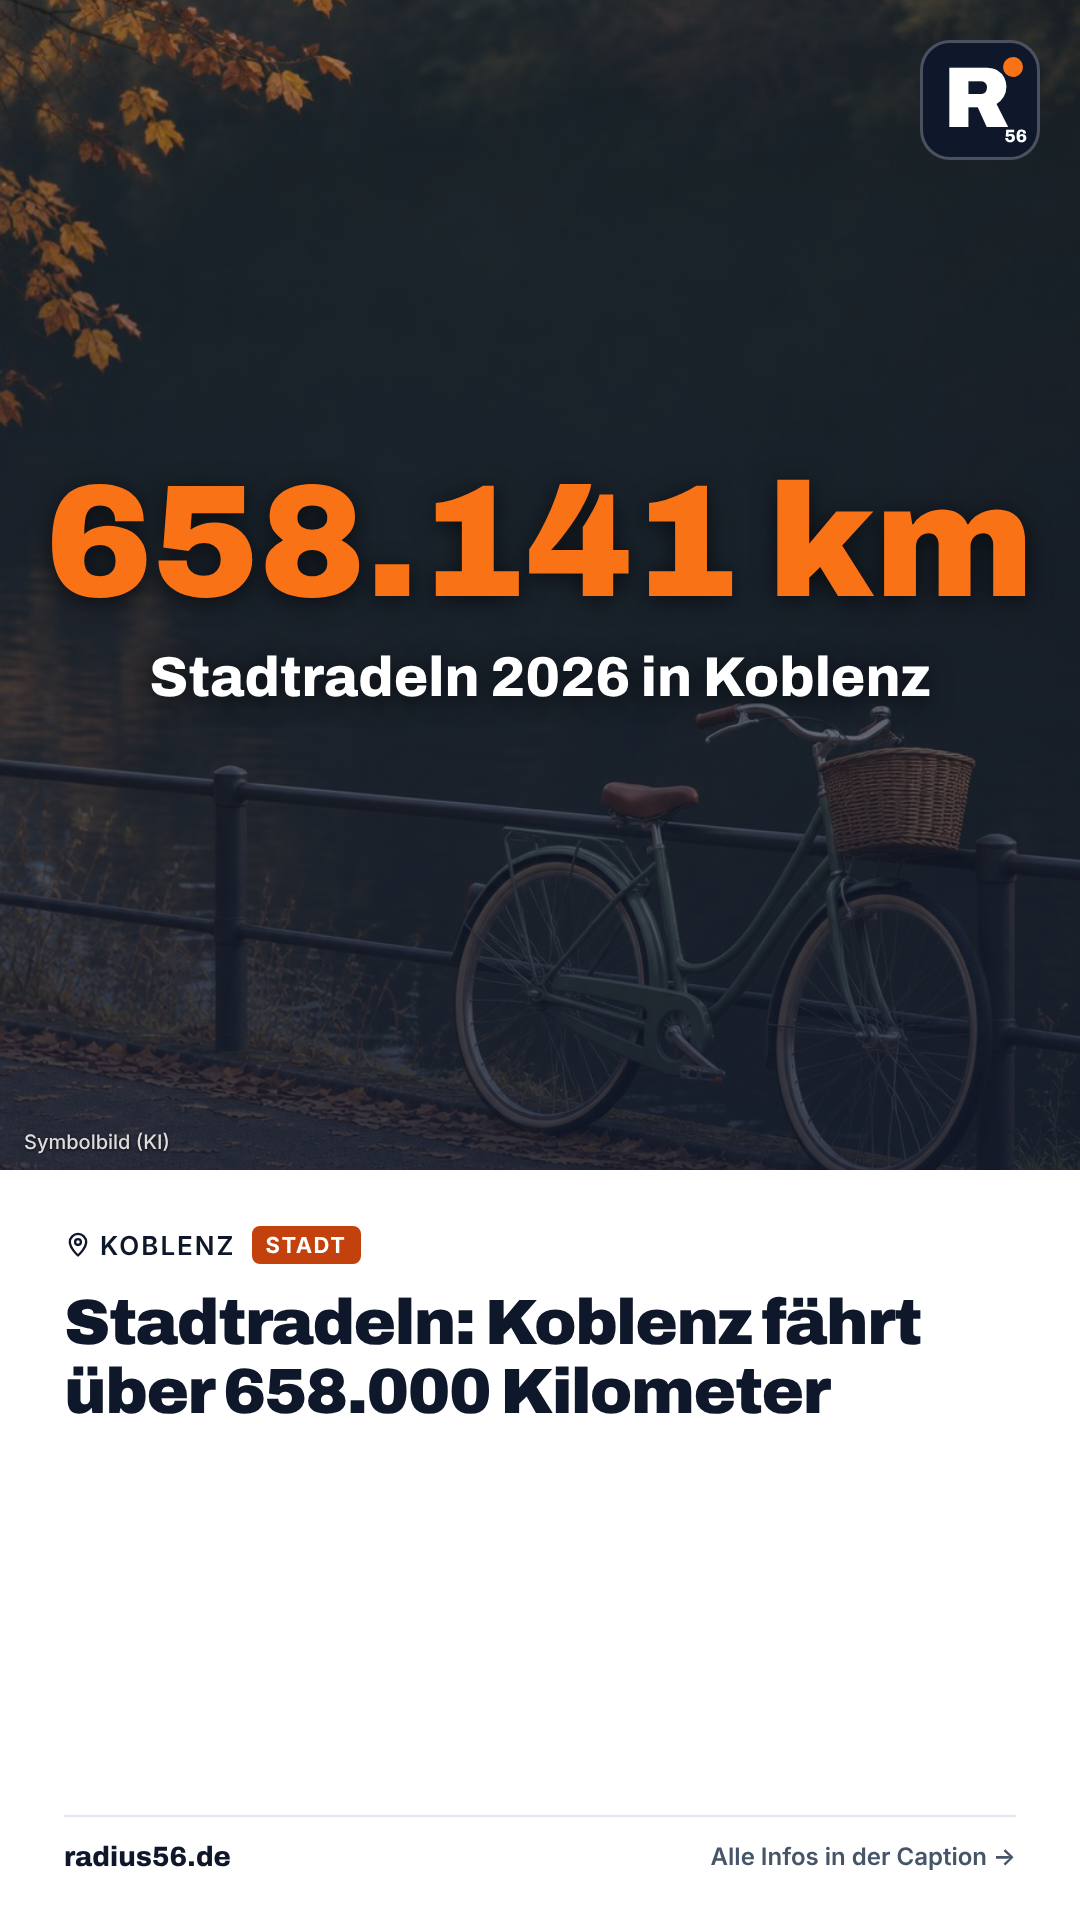 R
56
658.141 km
Stadtradeln 2026 in Koblenz
Symbolbild (KI)
KOBLENZ STADT
Stadtradeln: Koblenz fährt
über 658.000 Kilometer
radius56.de
Alle Infos in der Caption →